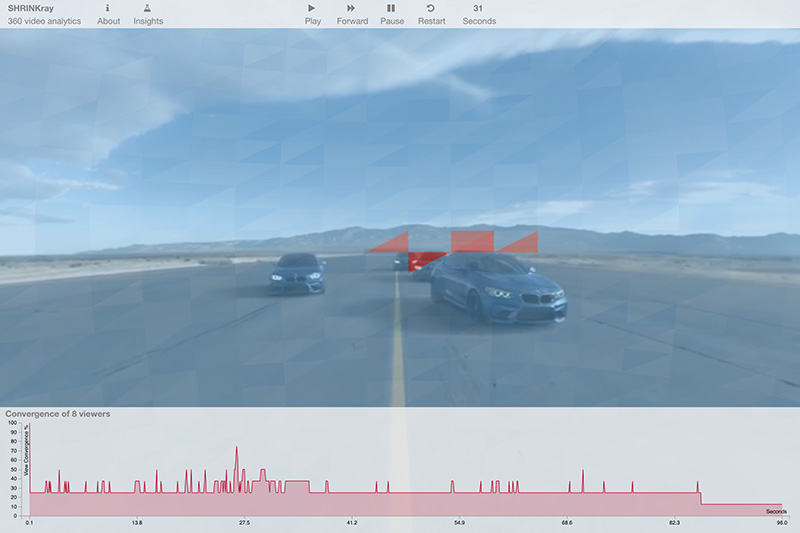 SHRINKray
360 video analytics
About
Insights
Play
Forward
Pause
Restart
31
Seconds
Convergence of 8 viewers
View Convergence %
100
90
80
70
60
50
40
30
20
10
0
Seconds
0.1 13.8 27.5 41.2 54.9 68.6 82.3 96.0